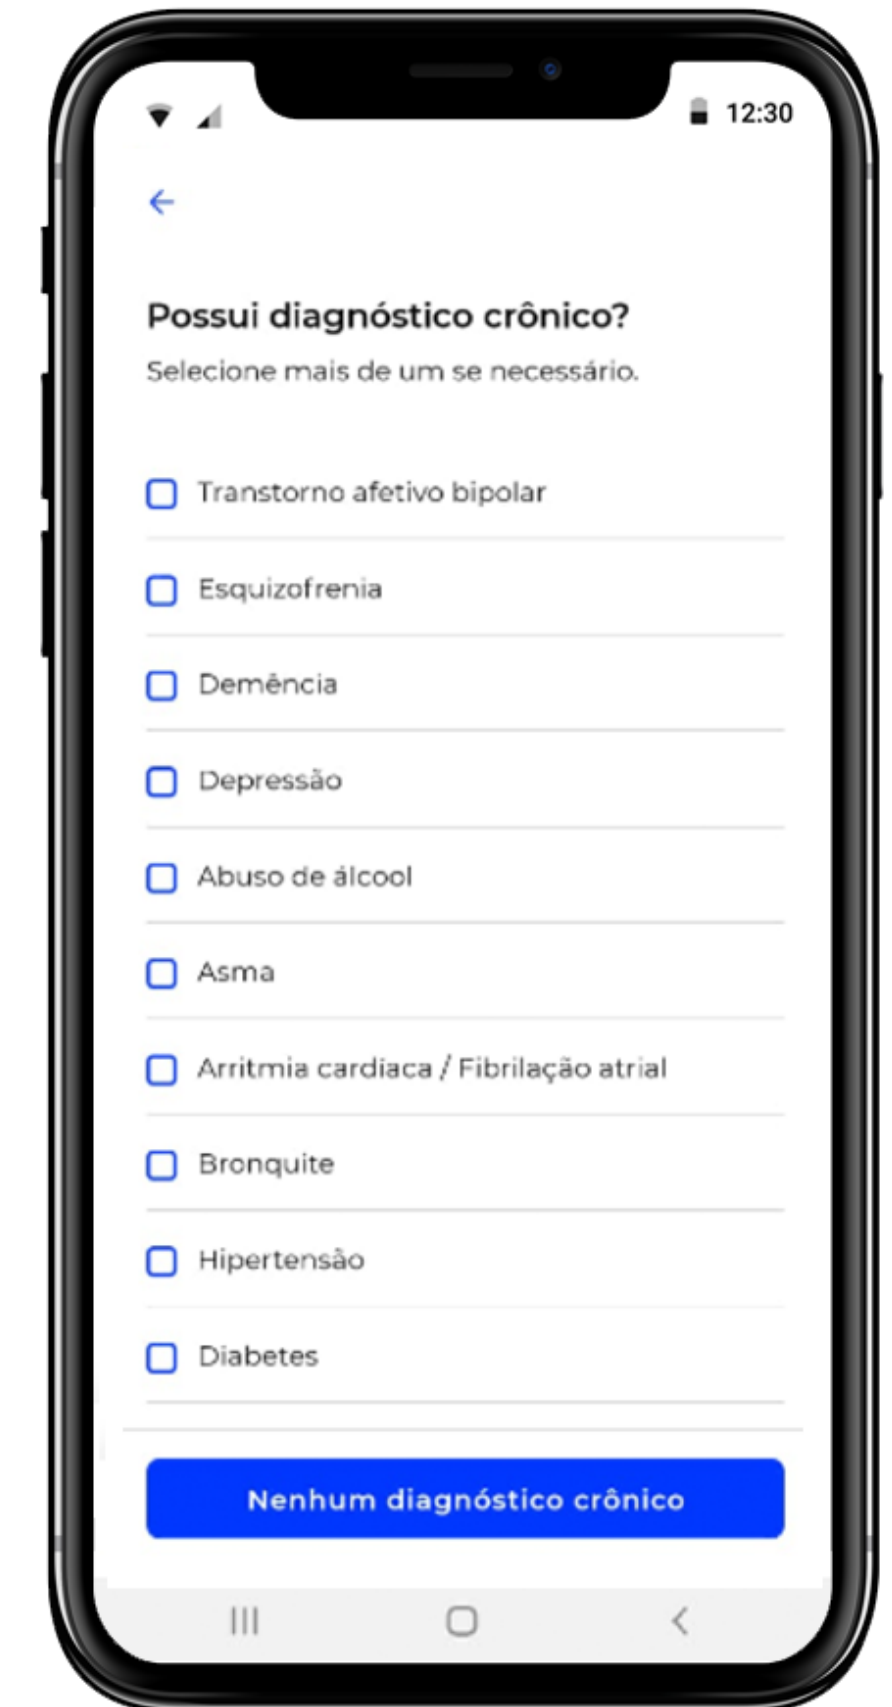 12:30
Possui diagnóstico crônico?
Selecione mais de um se necessário.
Transtorno afetivo bipolar
Esquizofrenia
Demência
Depressão
Abuso de álcool
Asma
Arritmia cardíaca / Fibrilação atrial
Bronquite
Hipertensão
Diabetes
Nenhum diagnóstico crônico